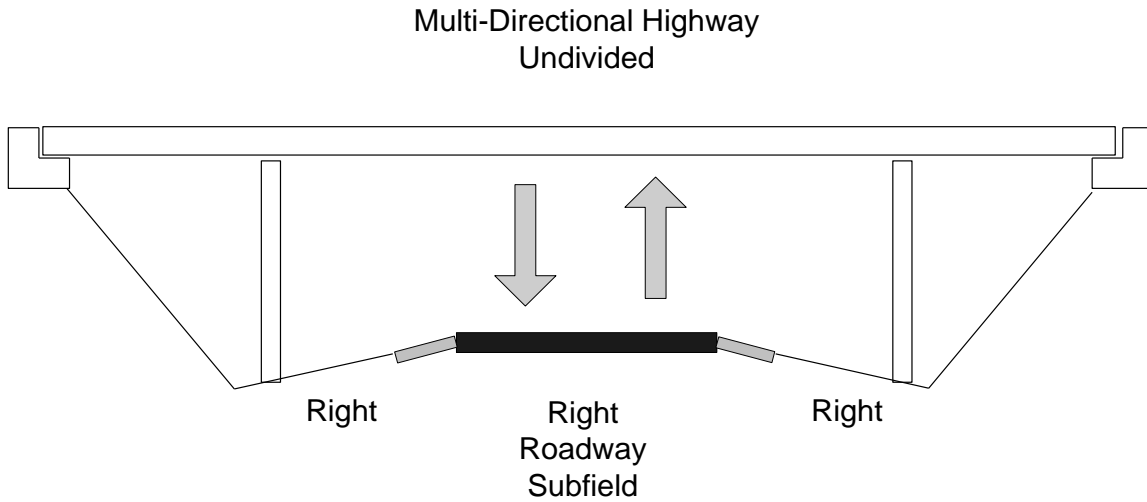 Multi-Directional Highway
Undivided
Right
Right
Right
Roadway
Subfield